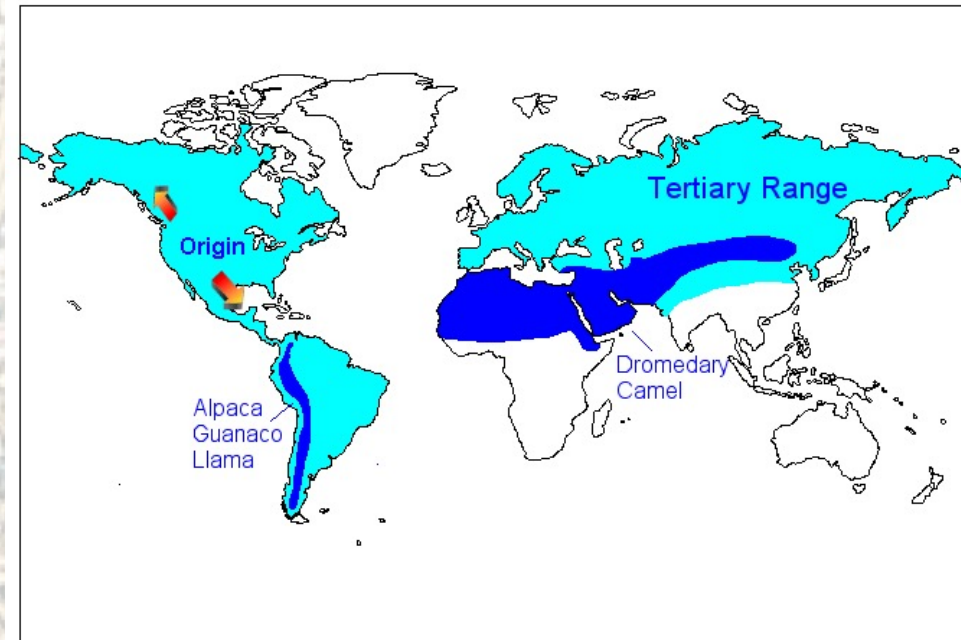 Tertiary Range
Origin
Dromedary
Camel
Alpaca
Guanaco
Llama